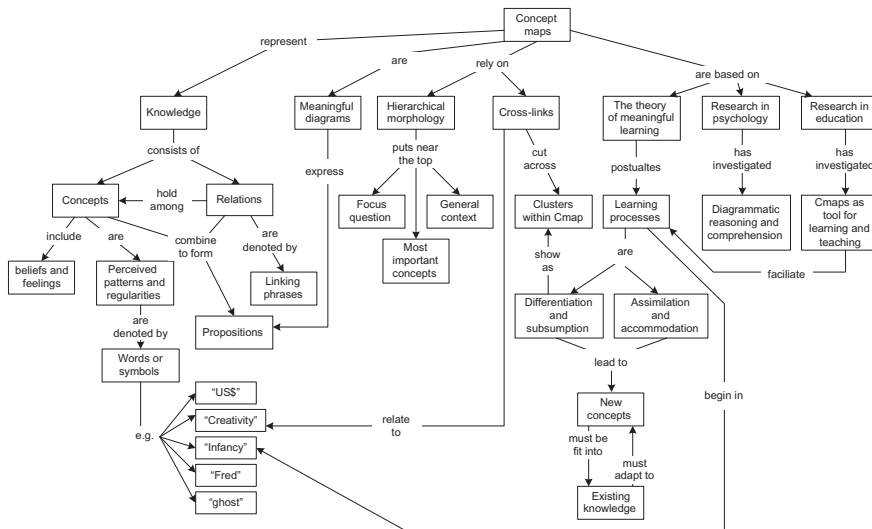 Concept
maps
represent
are
rely on
are based on
Knowledge
Meaningful
diagrams
Hierarchical
morphology
Cross-links
The theory
of meaningful
learning
Research in
psychology
Research in
education
consists of
express
puts near
the top
cut
across
postualtes
has
investigated
has
investigated
Concepts
hold
among
Relations
Focus
question
General
context
Clusters
within Cmap
Learning
processes
Diagrammatic
reasoning and
comprehension
Cmaps as
tool for
learning and
teaching
include
are
combine
to form
are
denoted by
Most
important
concepts
show
as
are
faciliate
beliefs and
feelings
Perceived
patterns and
regularities
Linking
phrases
Differentiation
and
subsumption
Assimilation
and
accommodation
are
denoted by
Propositions
Words or
symbols
lead to
begin in
e.g.
“US$”
“Creativity”
“Infancy”
“Fred”
“ghost”
relate
to
New
concepts
must be
fit into
must
adapt to
Existing
knowledge